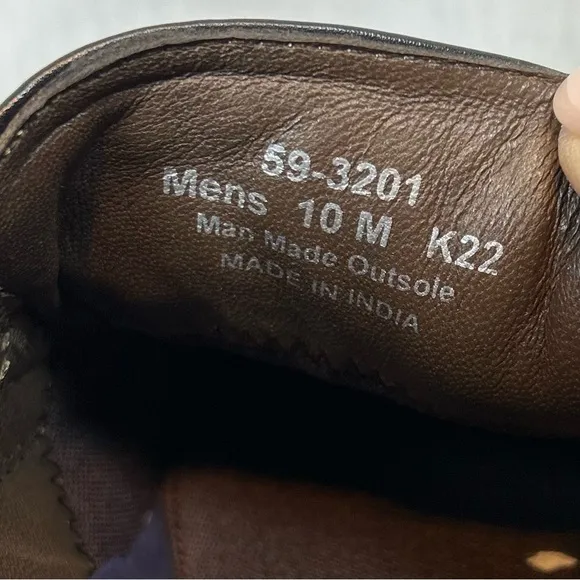 59-3201
Mens 10 M K22
Man Made Outsole
MADE IN INDIA